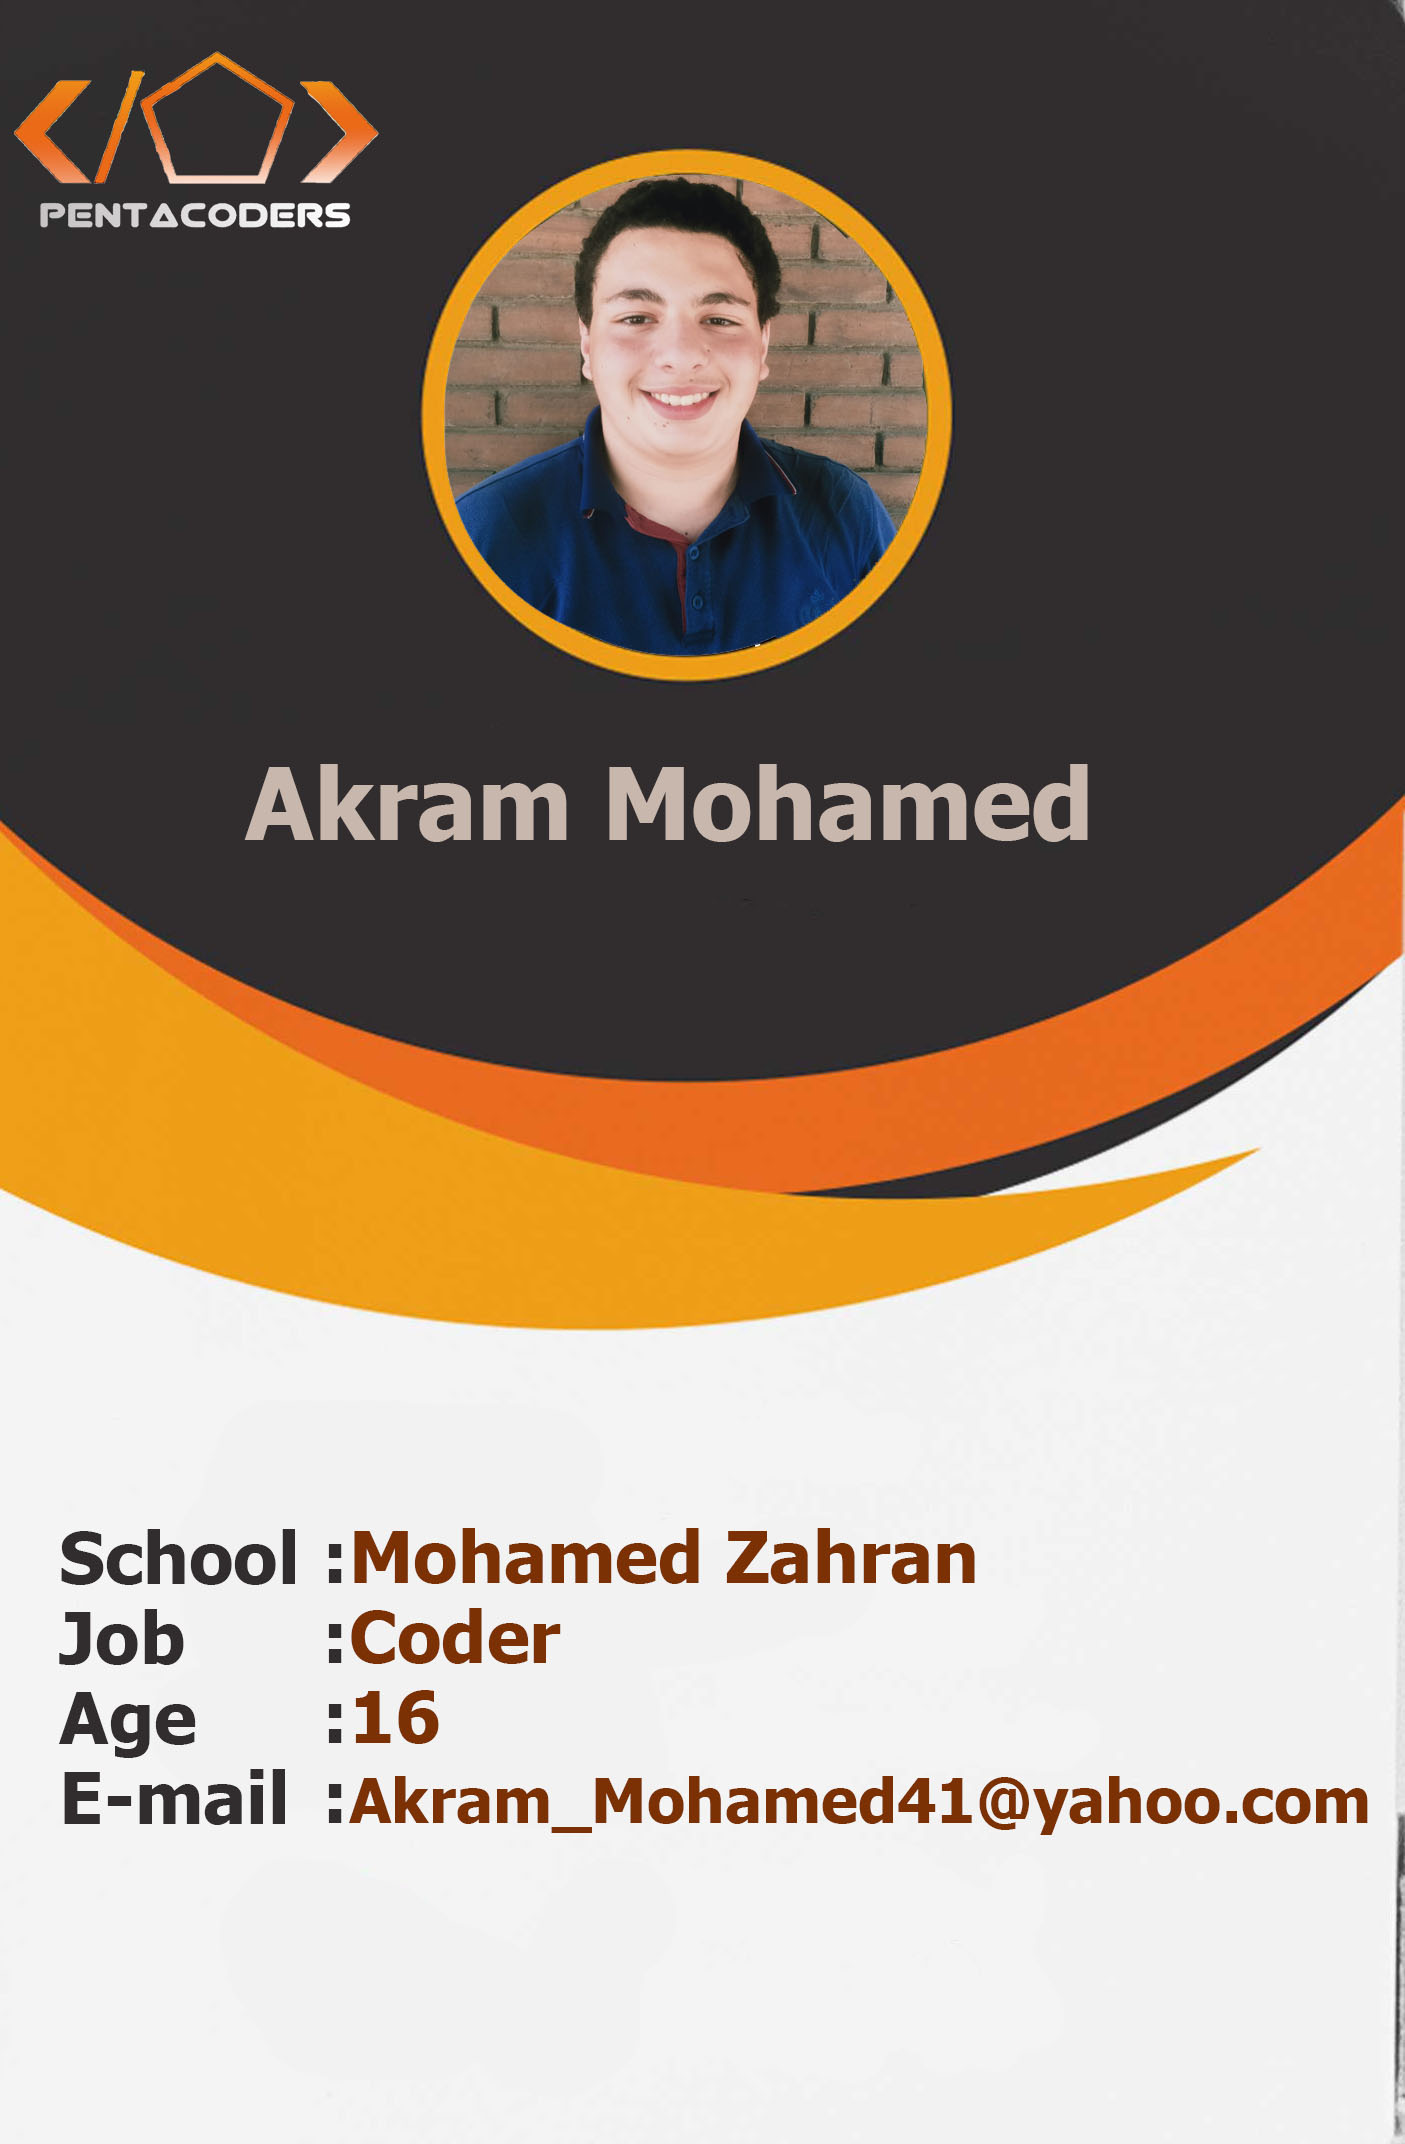 PENTACODERS
Akram Mohamed
School :Mohamed Zahran
Job :Coder
Age :16
E-mail :Akram_Mohamed41@yahoo.com